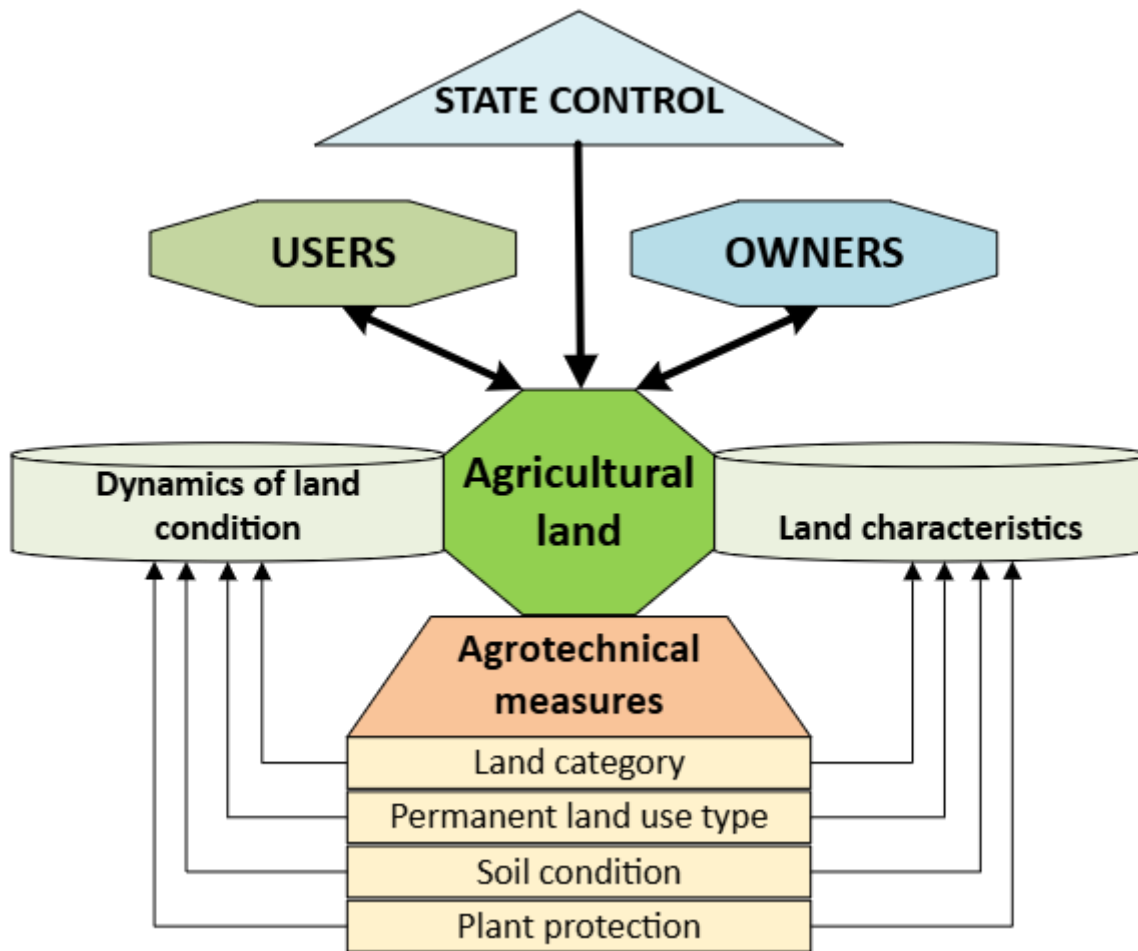 STATE CONTROL
USERS
OWNERS
Agricultural
land
Dynamics of land
condition
Land characteristics
Agrotechnical
measures
Land category
Permanent land use type
Soil condition
Plant protection